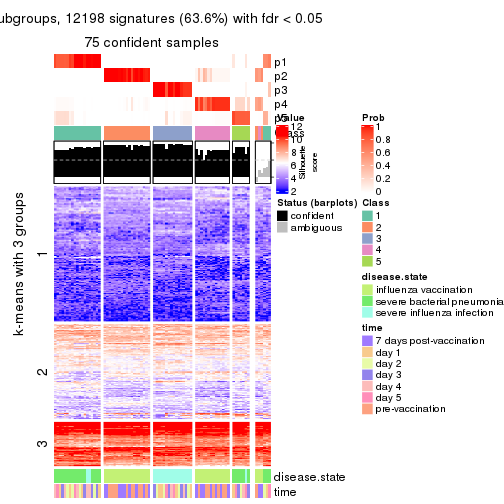 ubgroups, 12198 signatures (63.6%) with fdr < 0.05
75 confident samples
p1
p2
p3
p4
p5
Class
Silhouette score
k-means with 3 groups
1
2
3
disease.state
time
Value
12
10
8
6
4
2
Prob
1
0.8
0.6
0.4
0.2
0
Status (barplots)
confident
ambiguous
Class
1
2
3
4
5
disease.state
influenza vaccination
severe bacterial pneumonia
severe influenza infection
time
7 days post-vaccination
day 1
day 2
day 3
day 4
day 5
pre-vaccination